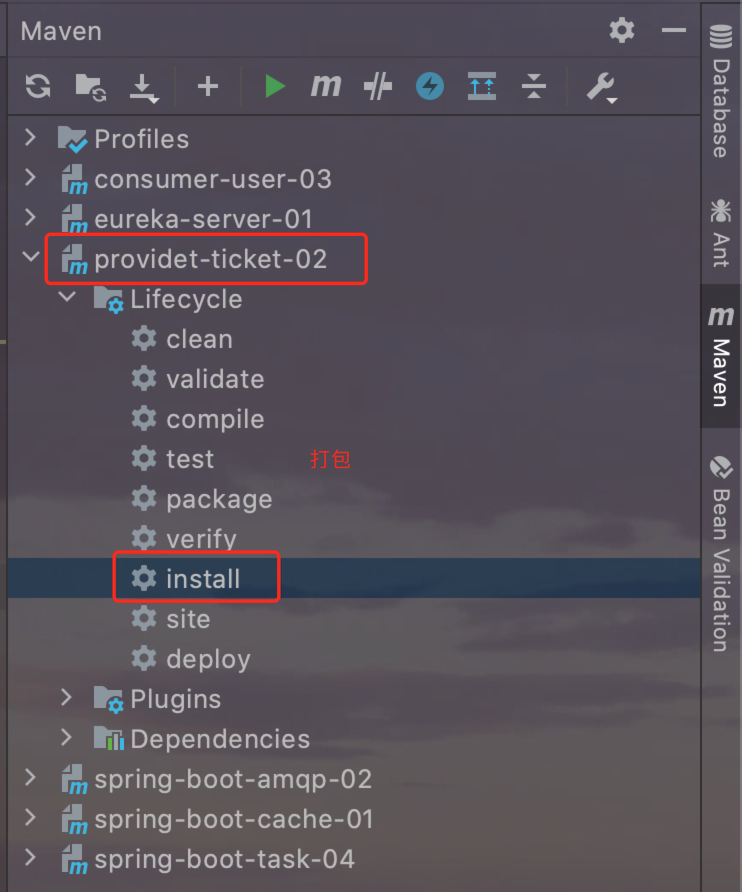 Maven
Profiles
consumer-user-03
eureka-server-01
providet-ticket-02
Lifecycle
clean
validate
compile
test
打包
package
verify
install
site
deploy
Plugins
Dependencies
spring-boot-amqp-02
spring-boot-cache-01
spring-boot-task-04
Database
Ant
Maven
Bean Validation